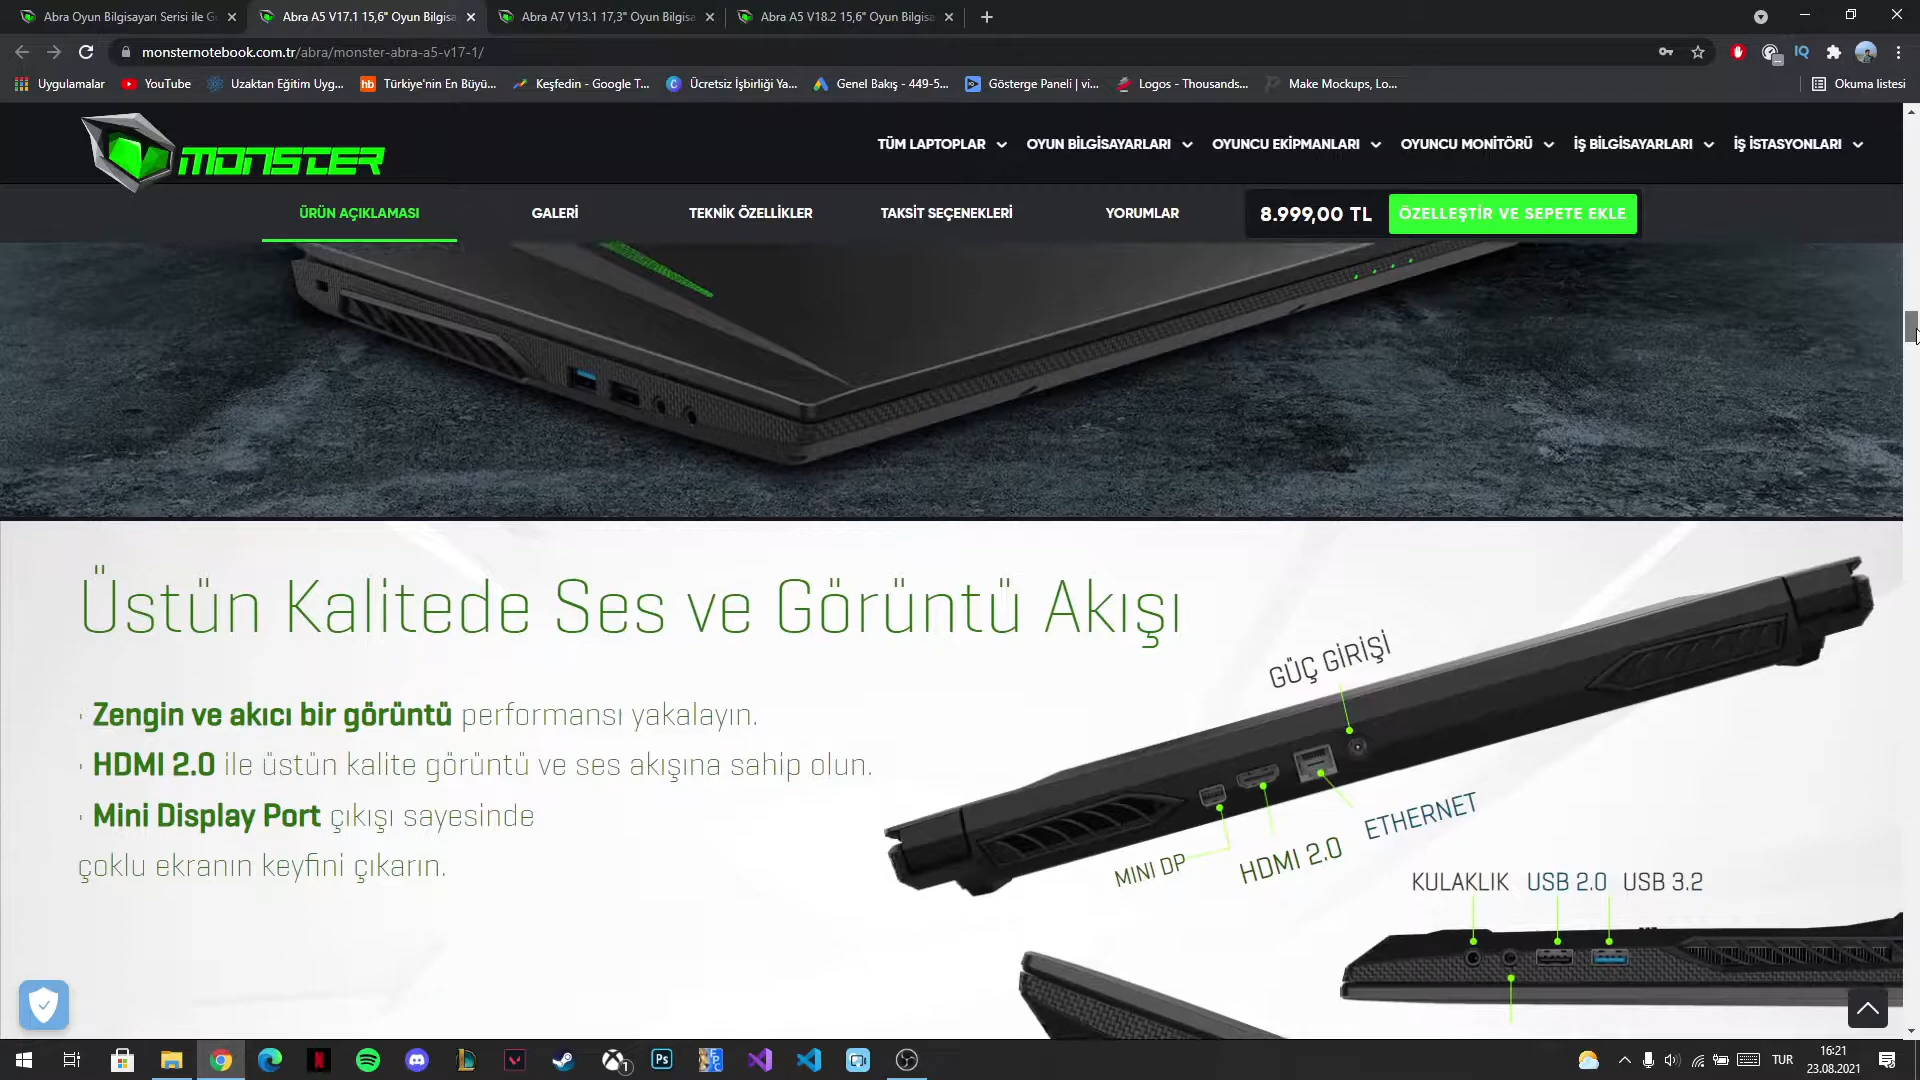 Abra Oyun Bilgisayarı Serisi ile G
Abra A5 V17.1 15,6" Oyun Bilgisa
Abra A7 V13.1 17,3" Oyun Bilgisa
Abra A5 V18.2 15,6" Oyun Bilgisa
monsternotebook.com.tr/abra/monster-abra-a5-v17-1/
Uygulamalar
YouTube
Uzaktan Eğitim Uyg...
Türkiye'nin En Büyü...
Keşfedin - Google T...
Ücretsiz İşbirliği Ya...
Genel Bakış - 449-5...
Gösterge Paneli | vi...
Logos - Thousands...
Make Mockups, Lo...
Okuma listesi
MONSTER
TÜM LAPTOPLAR
OYUN BİLGİSAYARLARI
OYUNCU EKİPMANLARI
OYUNCU MONİTÖRÜ
İŞ BİLGİSAYARLARI
İŞ İSTASYONLARI
ÜRÜN AÇIKLAMASI
GALERİ
TEKNİK ÖZELLİKLER
TAKSİT SEÇENEKLERİ
YORUMLAR
8.999,00 TL
ÖZELLEŞTİR VE SEPETE EKLE
Üstün Kalitede Ses ve Görüntü Akışı
· Zengin ve akıcı bir görüntü performansı yakalayın.
· HDMI 2.0 ile üstün kalite görüntü ve ses akışına sahip olun.
· Mini Display Port çıkışı sayesinde
çoklu ekranın keyfini çıkarın.
GÜÇ GİRİŞİ
ETHERNET
HDMI 2.0
MINI DP
KULAKLIK
USB 2.0
USB 3.2
TUR
16:21
23.08.2021